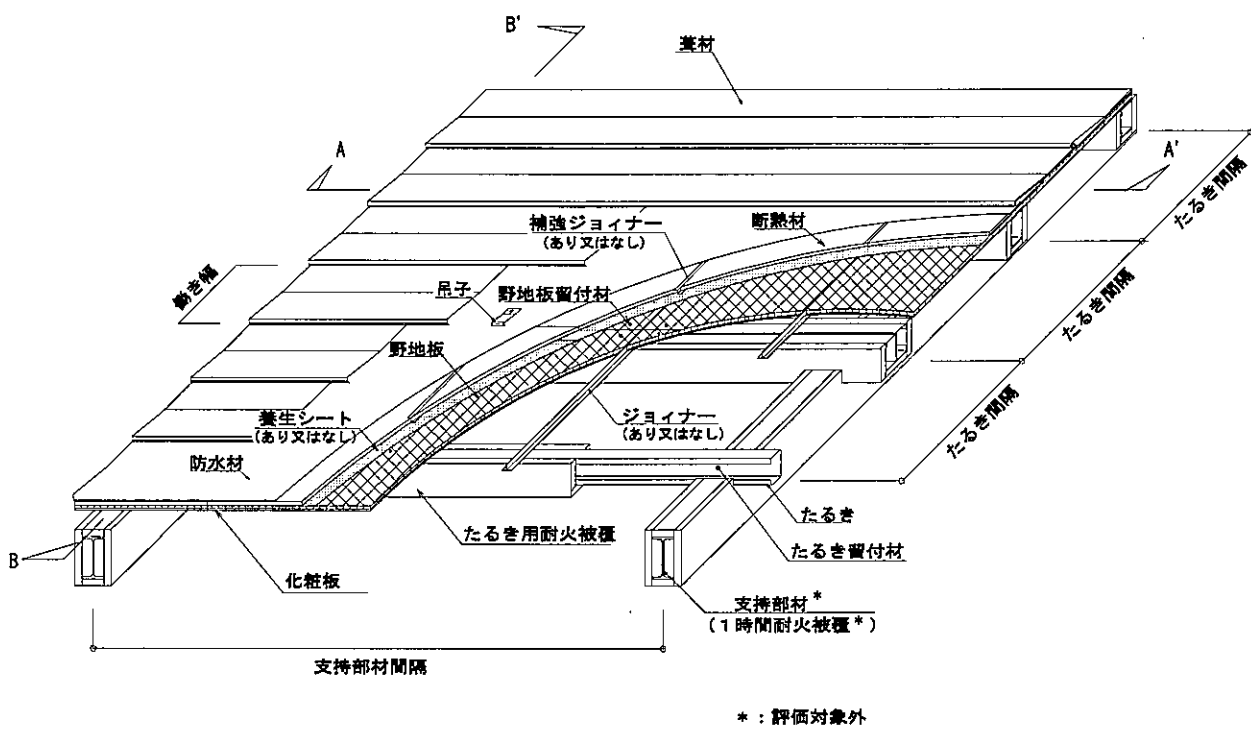 B'
葺材
A
A'
たるき間隔
補強ジョイナー
(あり又はなし)
断熱材
働き幅
吊子
野地板留付材
たるき間隔
野地板
養生シート
(あり又はなし)
ジョイナー
(あり又はなし)
たるき間隔
防水材
たるき
たるき用耐火被覆
たるき留付材
B
化粧板
支持部材*
(1時間耐火被覆*)
支持部材間隔
*：評価対象外